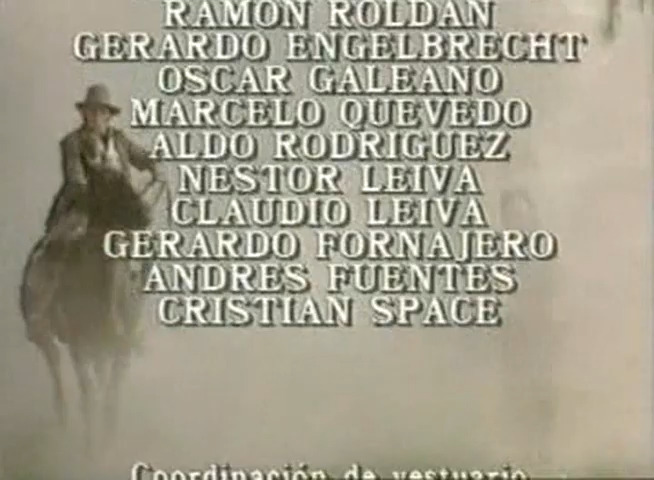 RAMON ROLDAN
GERARDO ENGELBRECHT
OSCAR GALEANO
MARCELO QUEVEDO
ALDO RODRIGUEZ
NESTOR LEIVA
CLAUDIO LEIVA
GERARDO FORNAJERO
ANDRES FUENTES
CRISTIAN SPACE
Coordinación de vestuario